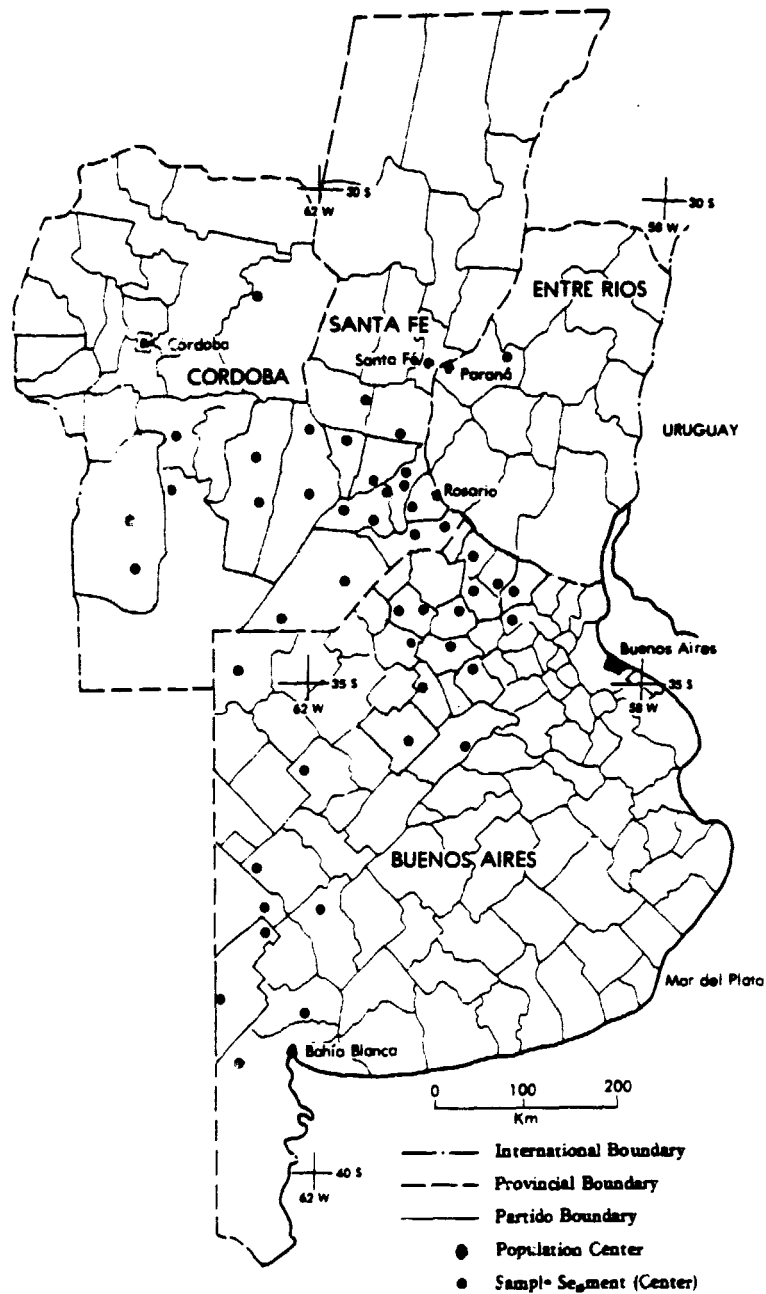 30 S
62 W
30 S
58 W
ENTRE RIOS
SANTA FE
Cordoba
Santa Fé
Paraná
CORDOBA
URUGUAY
Rosario
Buenos Aires
35 S
62 W
35 S
58 W
BUENOS AIRES
Mar del Plata
Bahía Blanca
0 100 200
Km
40 S
62 W
International Boundary
Provincial Boundary
Partido Boundary
Population Center
Sample Segment (Center)